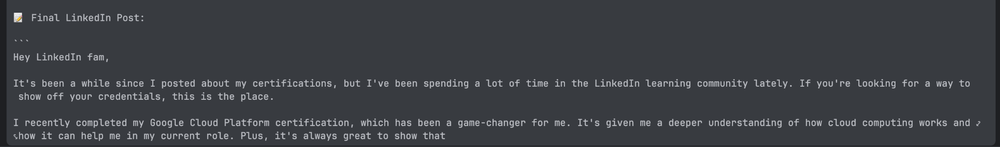 📝 Final LinkedIn Post:
```
Hey LinkedIn fam,
It's been a while since I posted about my certifications, but I've been spending a lot of time in the LinkedIn learning community lately. If you're looking for a way to
show off your credentials, this is the place.
I recently completed my Google Cloud Platform certification, which has been a game-changer for me. It's given me a deeper understanding of how cloud computing works and
how it can help me in my current role. Plus, it's always great to show that